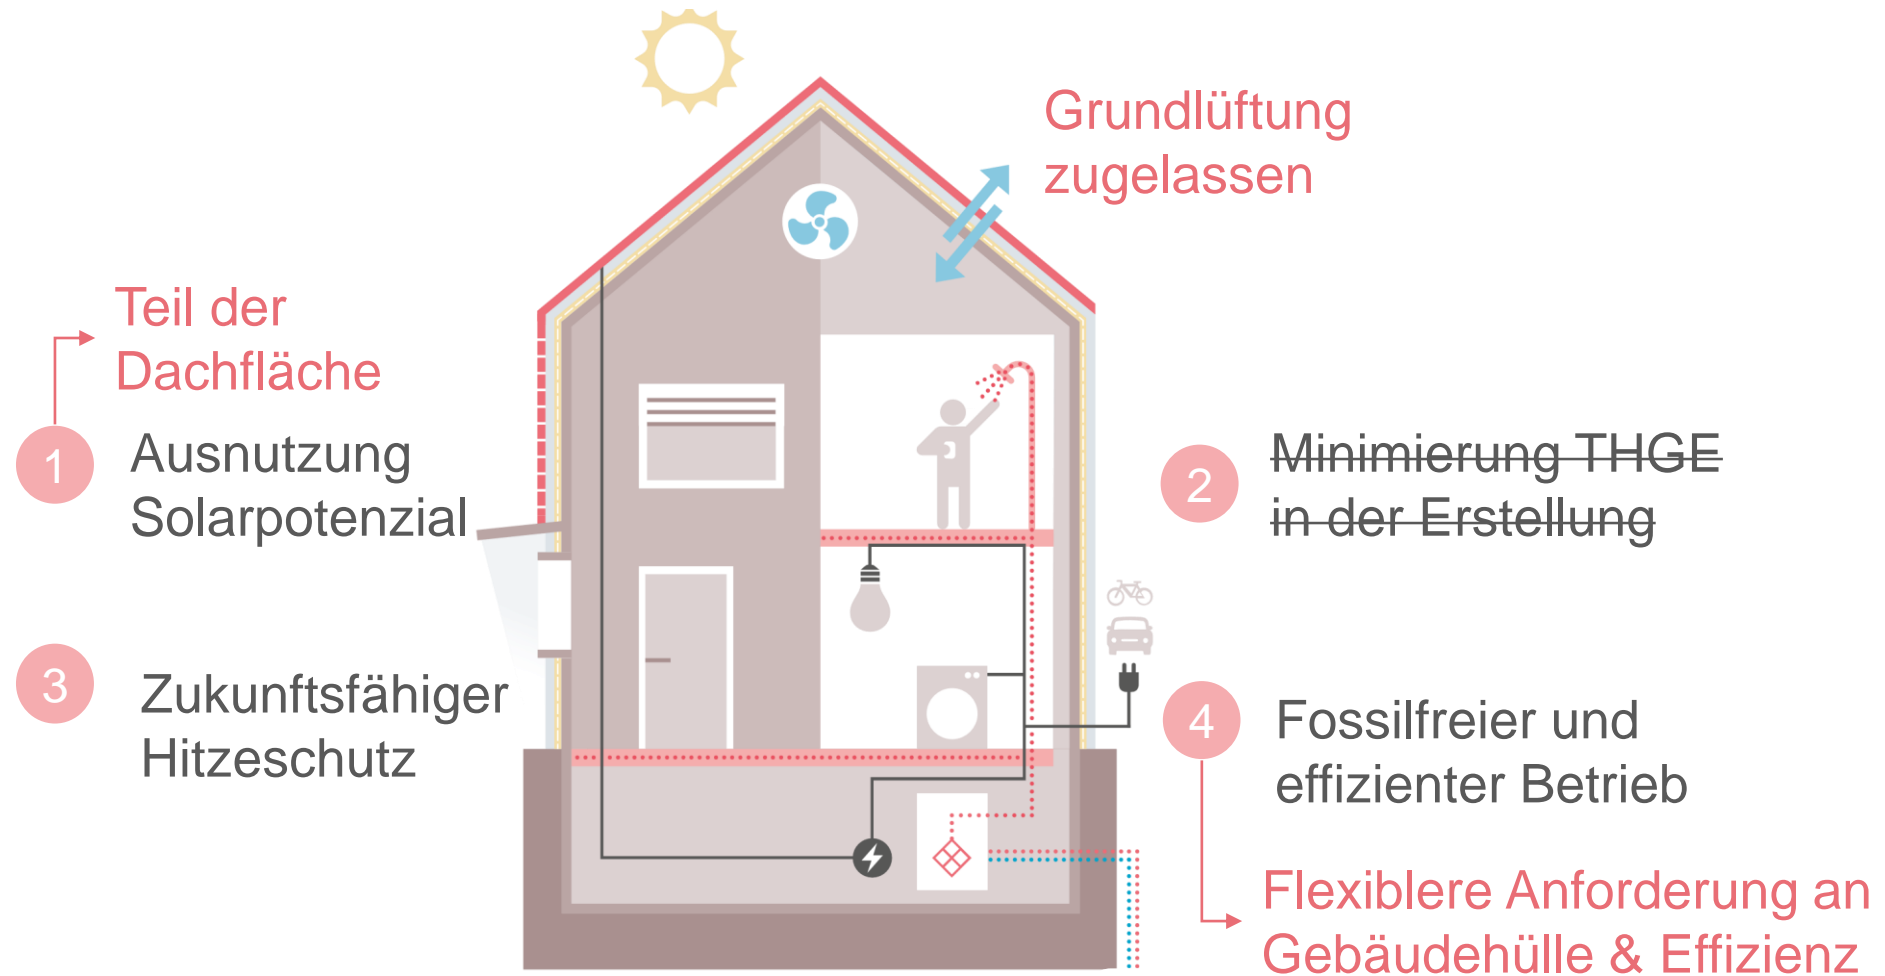 Grundlüftung
zugelassen
Teil der
Dachfläche
1
Ausnutzung
Solarpotenzial
2
Minimierung THGE
in der Erstellung
3
Zukunftsfähiger
Hitzeschutz
4
Fossilfreier und
effizienter Betrieb
Flexiblere Anforderung an
Gebäudehülle & Effizienz